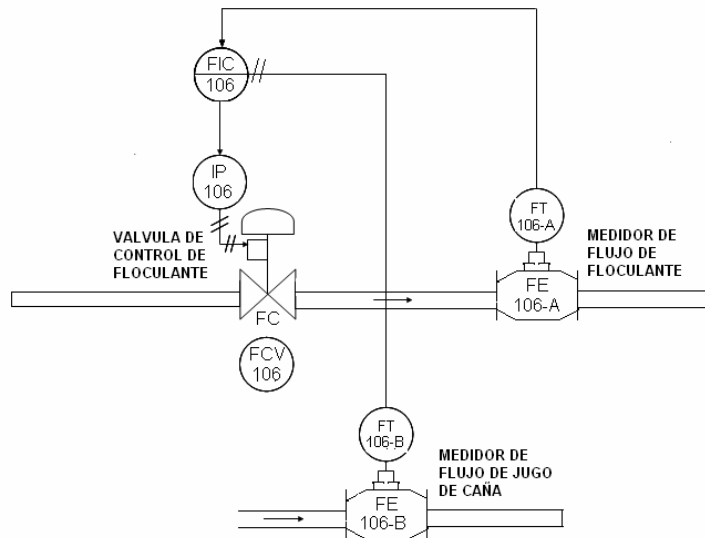 FIC
106
IP
106
FT
106-A
VALVULA DE
CONTROL DE
FLOCULANTE
MEDIDOR DE
FLUJO DE
FLOCULANTE
FE
106-A
FC
FCV
106
FT
106-B
MEDIDOR DE
FLUJO DE JUGO
DE CAÑA
FE
106-B